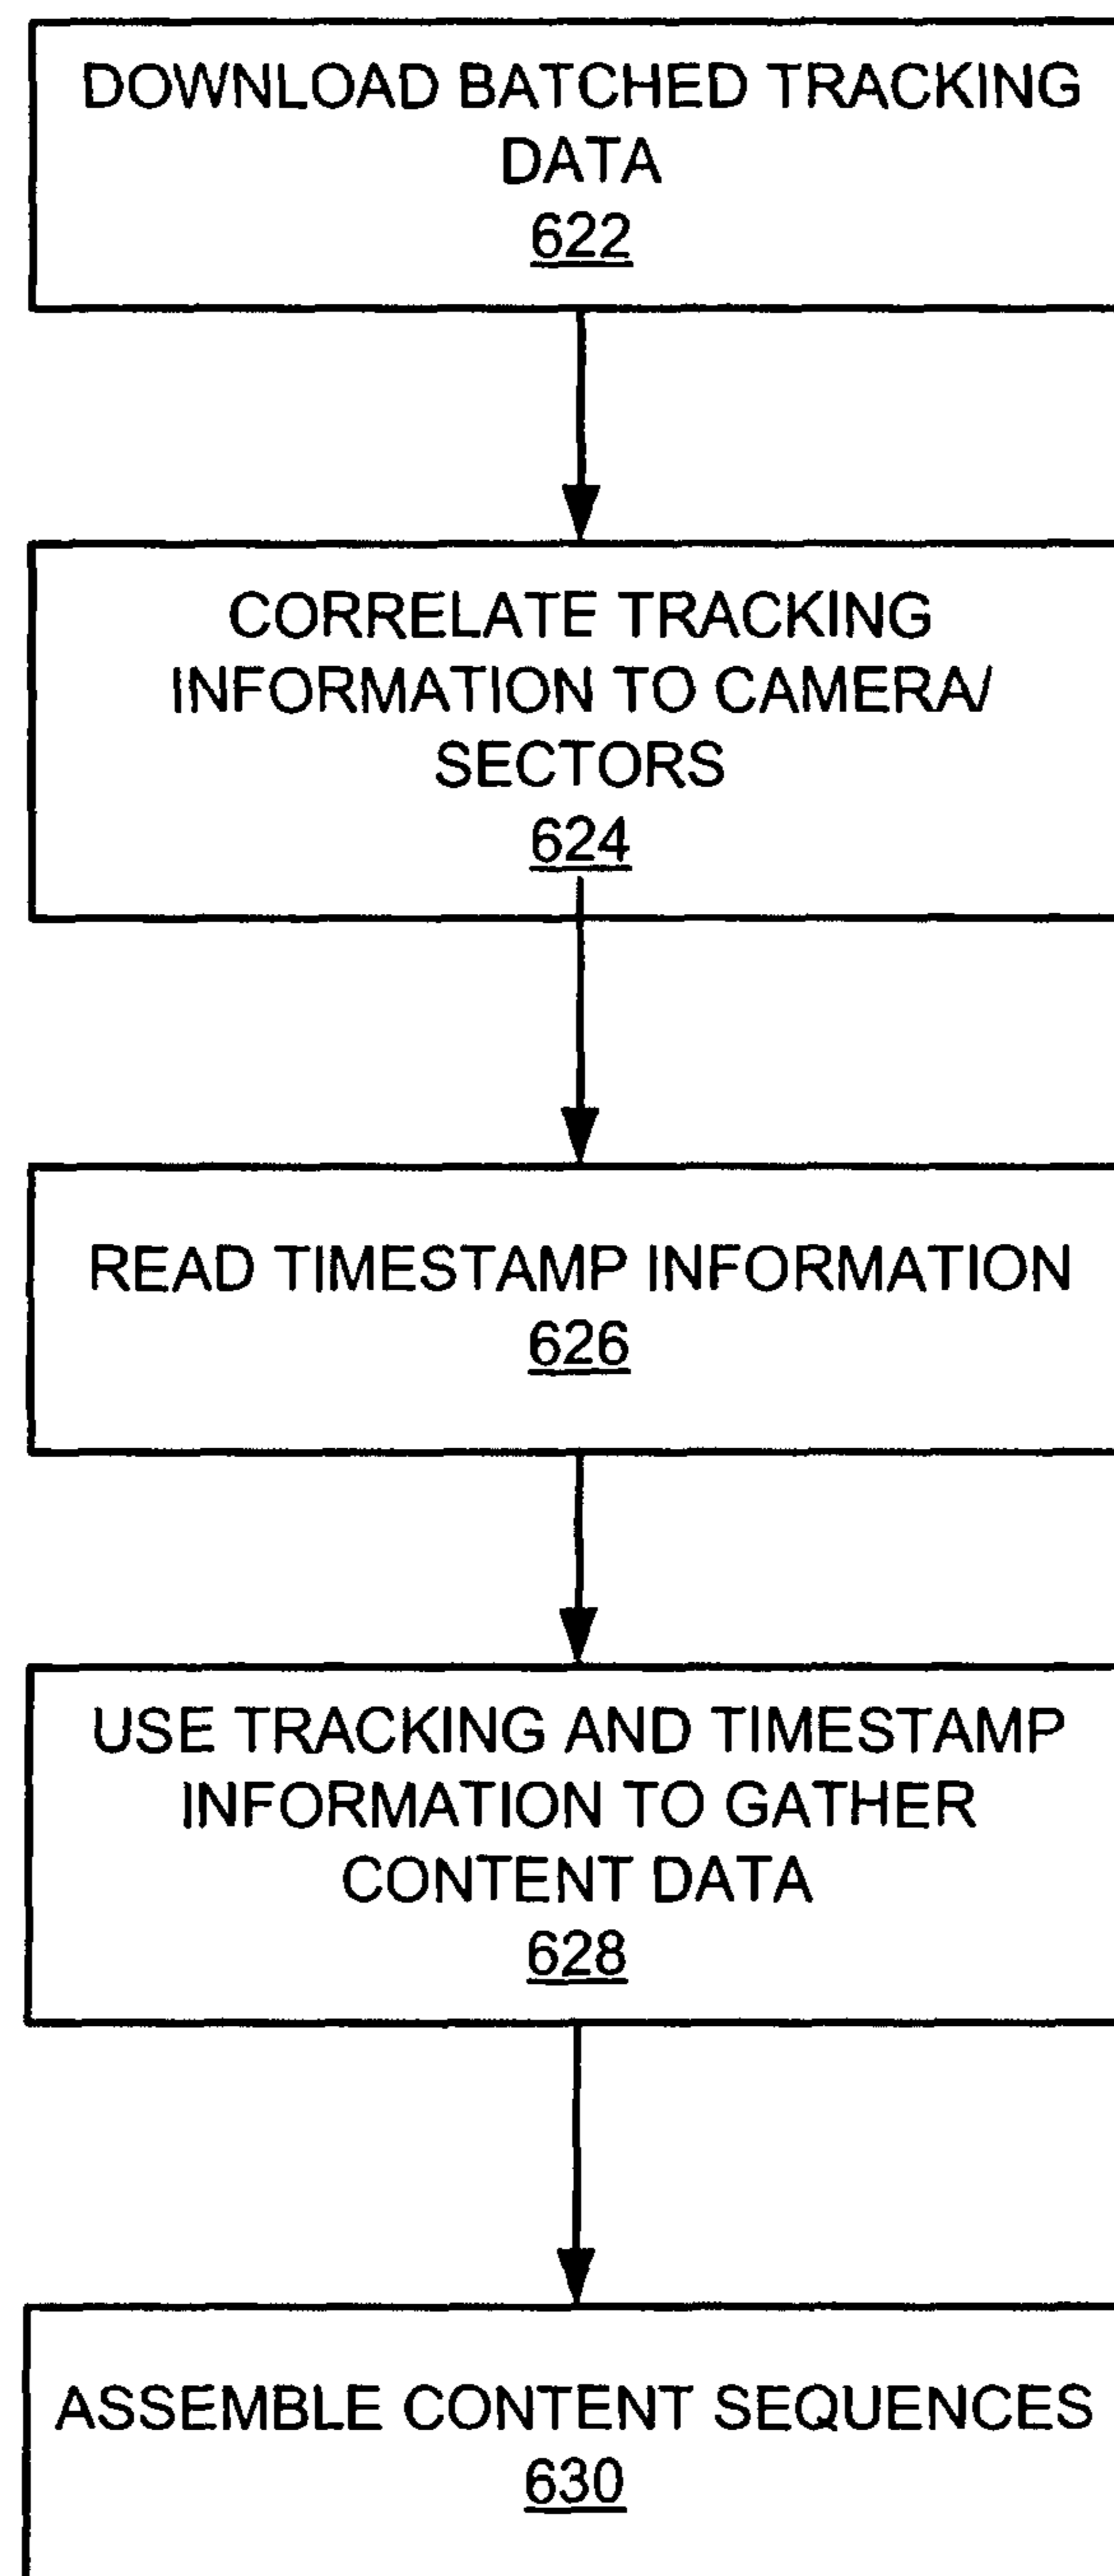 DOWNLOAD BATCHED TRACKING
DATA
622
CORRELATE TRACKING
INFORMATION TO CAMERA/
SECTORS
624
READ TIMESTAMP INFORMATION
626
USE TRACKING AND TIMESTAMP
INFORMATION TO GATHER
CONTENT DATA
628
ASSEMBLE CONTENT SEQUENCES
630